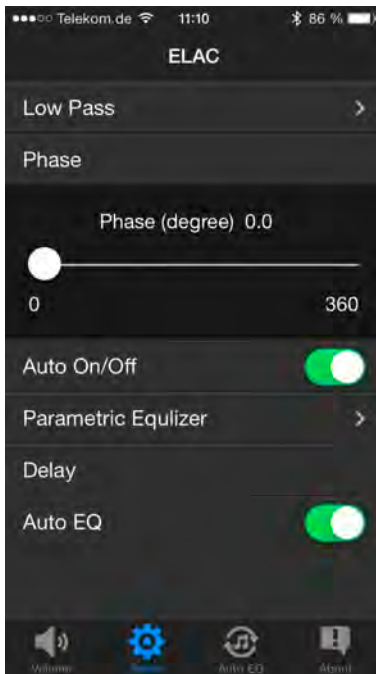 Telekom.de 11:10 86 %
ELAC
Low Pass
Phase
Phase (degree) 0.0
0 360
Auto On/Off
Parametric Equlizer
Delay
Auto EQ
Volume Auto EQ About